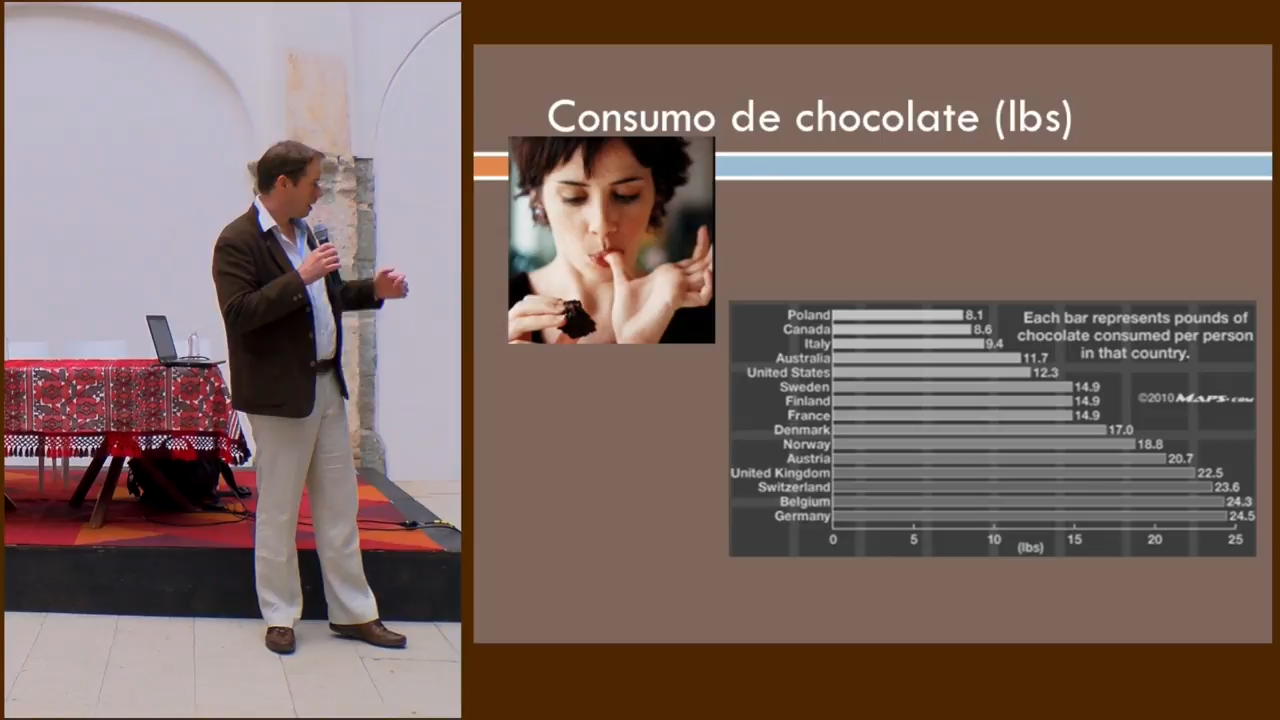 Consumo de chocolate (lbs)
Each bar represents pounds of
chocolate consumed per person
in that country.
©2010 MAPS.COM
Poland 8.1
Canada 8.6
Italy 9.4
Australia 11.7
United States 12.3
Sweden 14.9
Finland 14.9
France 14.9
Denmark 17.0
Norway 18.8
Austria 20.7
United Kingdom 22.5
Switzerland 23.6
Belgium 24.3
Germany 24.5
0 5 10 15 20 25
(lbs)